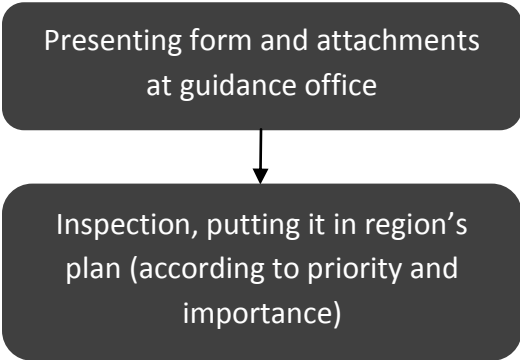 Presenting form and attachments
at guidance office
Inspection, putting it in region’s
plan (according to priority and
importance)